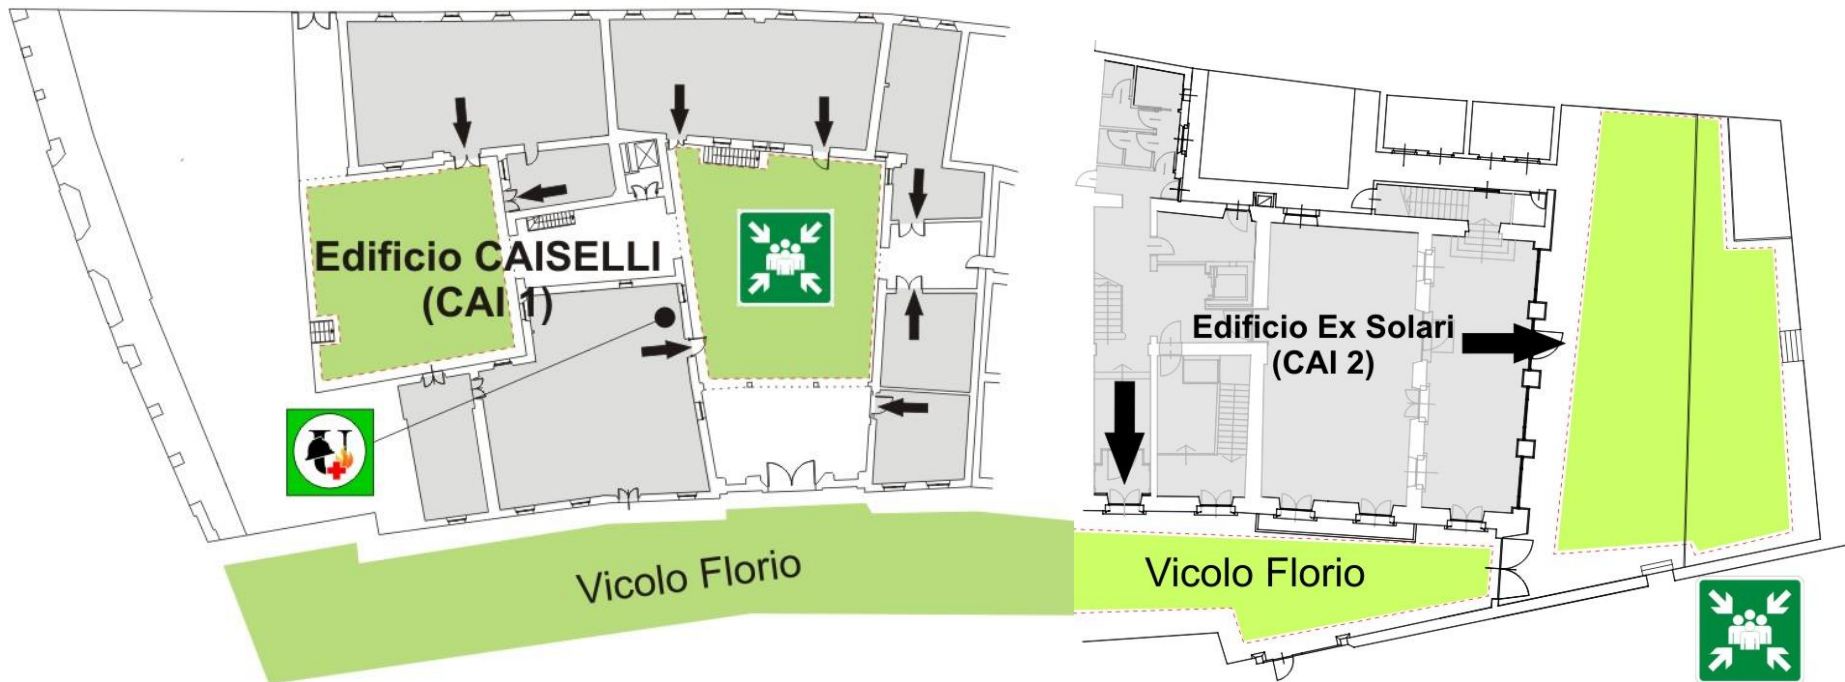 Edificio CAISELLI
(CAI 1)
Vicolo Florio
Edificio Ex Solari
(CAI 2)
Vicolo Florio